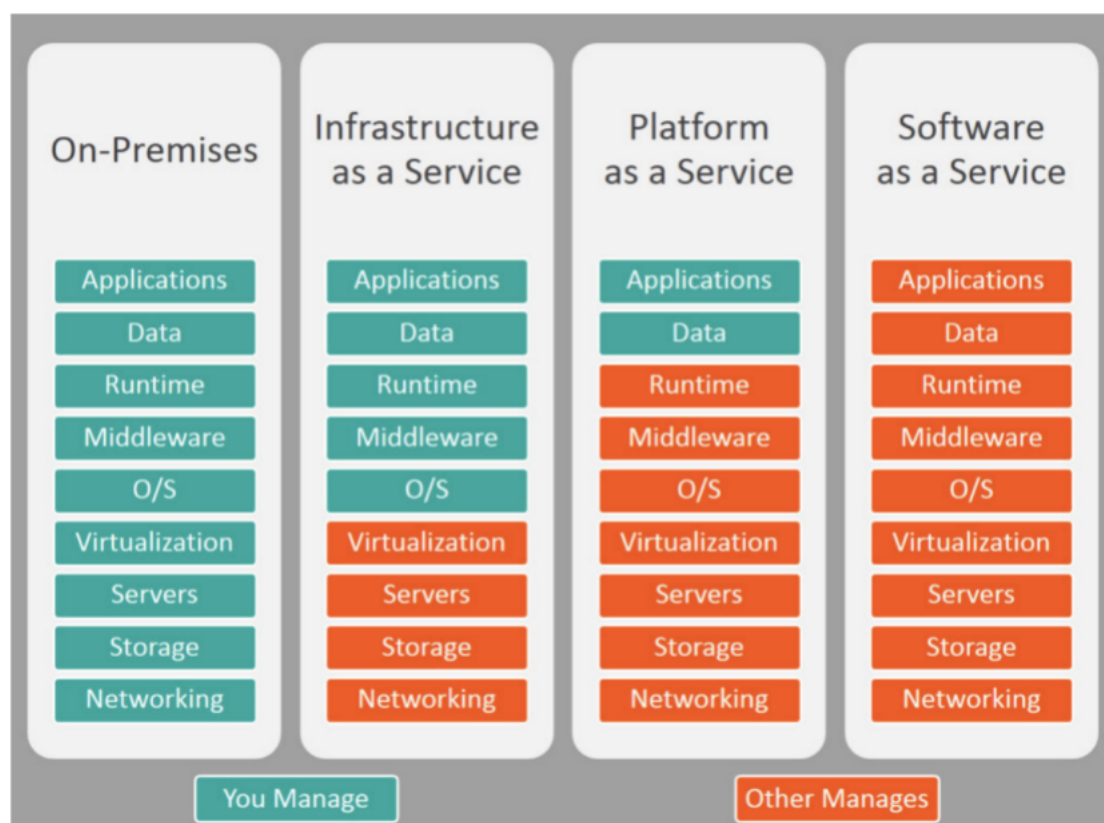 On-Premises
Applications
Data
Runtime
Middleware
O/S
Virtualization
Servers
Storage
Networking
Infrastructure
as a Service
Applications
Data
Runtime
Middleware
O/S
Virtualization
Servers
Storage
Networking
Platform
as a Service
Applications
Data
Runtime
Middleware
O/S
Virtualization
Servers
Storage
Networking
Software
as a Service
Applications
Data
Runtime
Middleware
O/S
Virtualization
Servers
Storage
Networking
You Manage
Other Manages